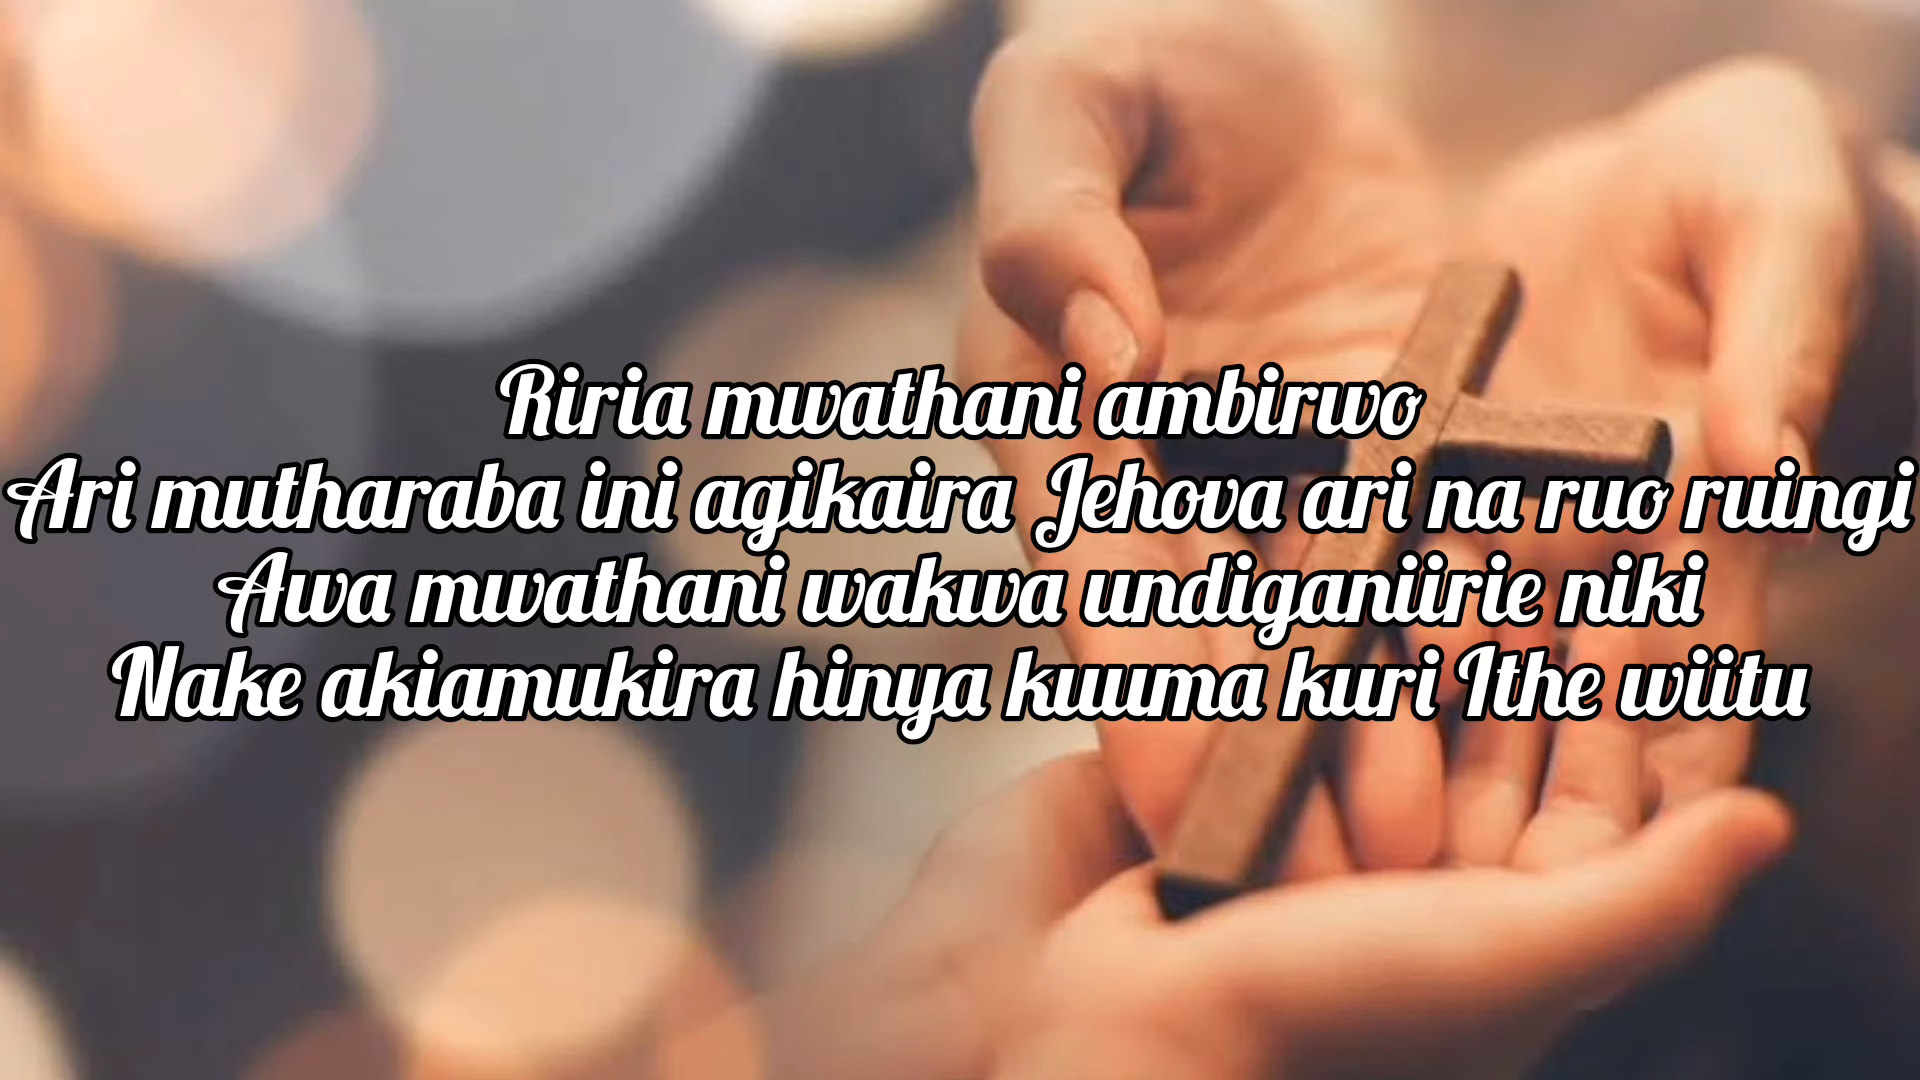 Riria mwathani ambirwo
Ari mutharaba ini agikaira Jehova ari na ruo ruingi
Awa mwathani wakwa undiganiirie niki
Nake akiamukira hinya kuuma kuri Ithe wiitu